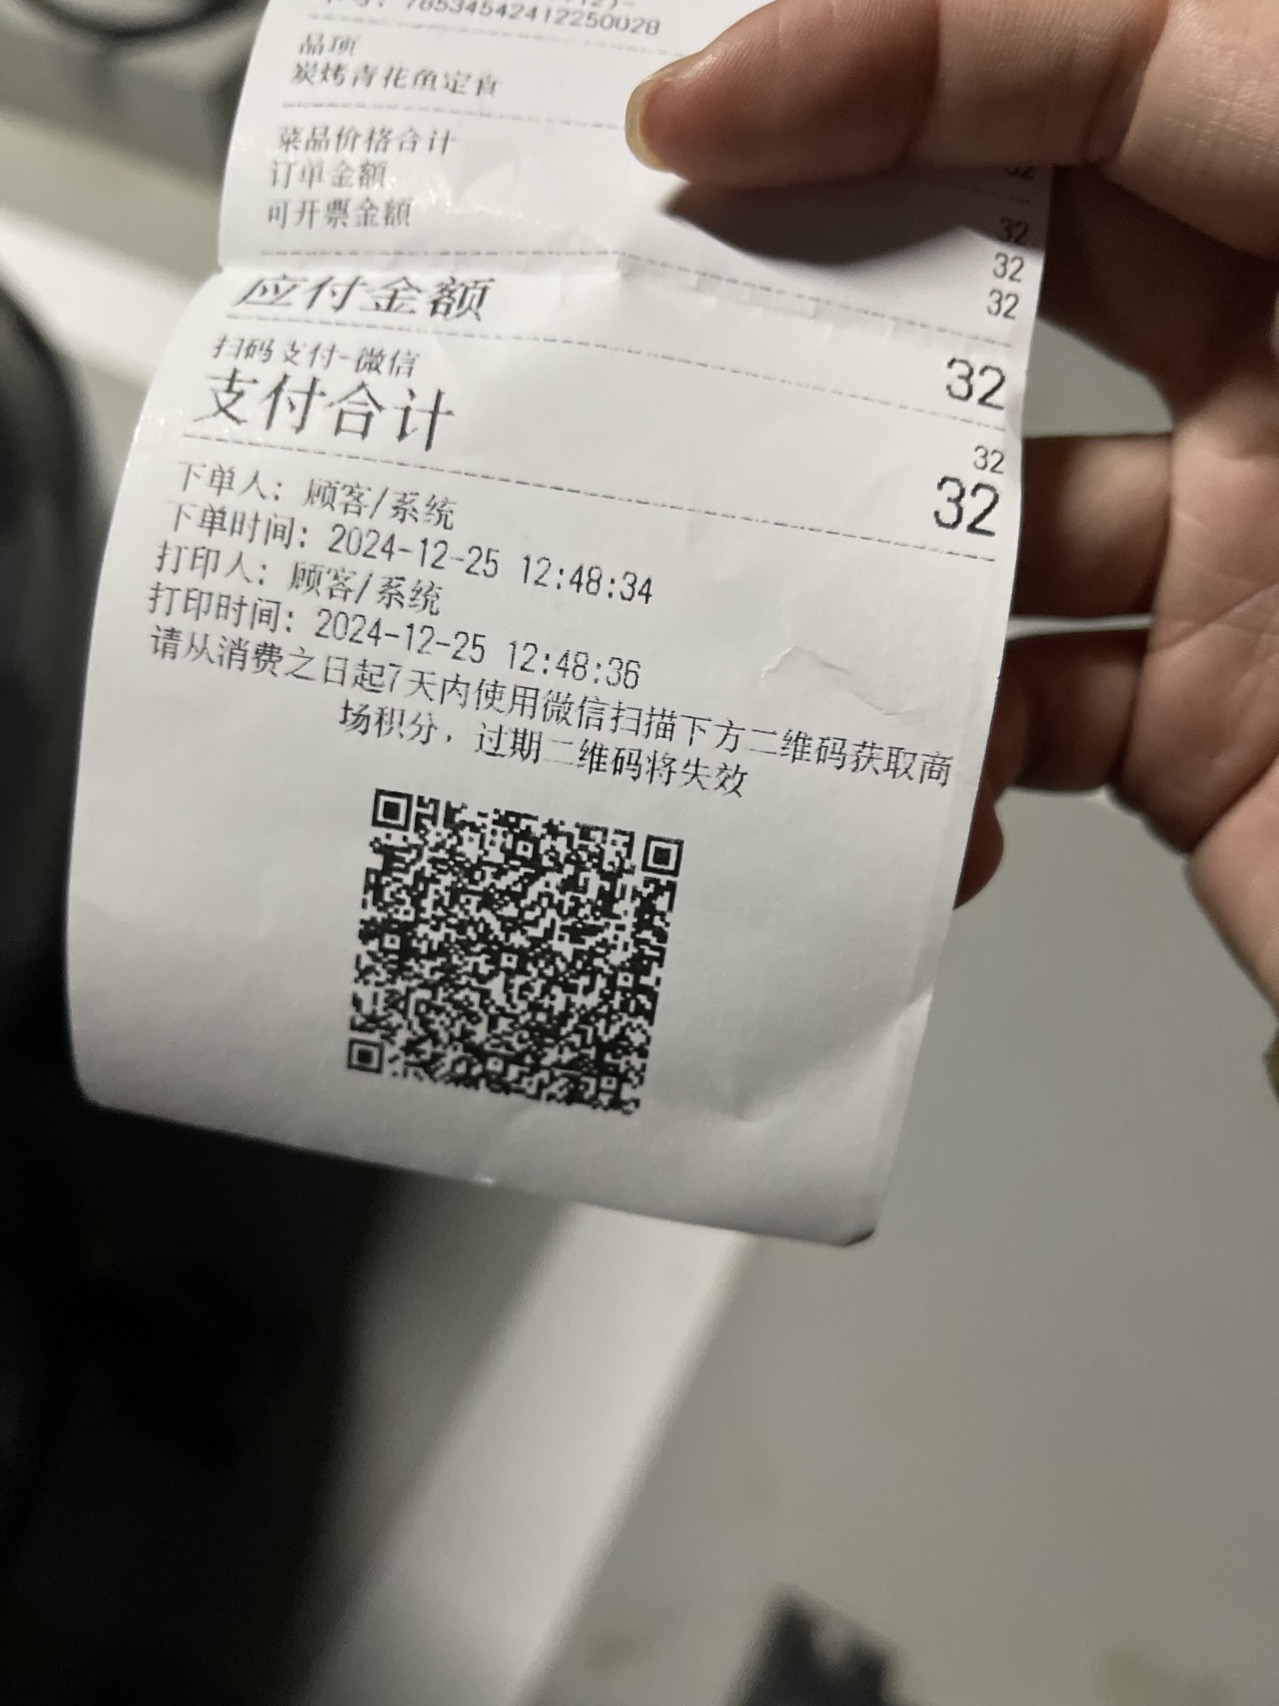 78534542412250028
品项
炭烤青花鱼定食 32
菜品价格合计 32
订单金额 32
可开票金额 32
应付金额 32
扫码支付-微信 32
支付合计 32
下单人: 顾客/系统
下单时间: 2024-12-25 12:48:34
打印人: 顾客/系统
打印时间: 2024-12-25 12:48:36
请从消费之日起7天内使用微信扫描下方二维码获取商
场积分, 过期二维码将失效